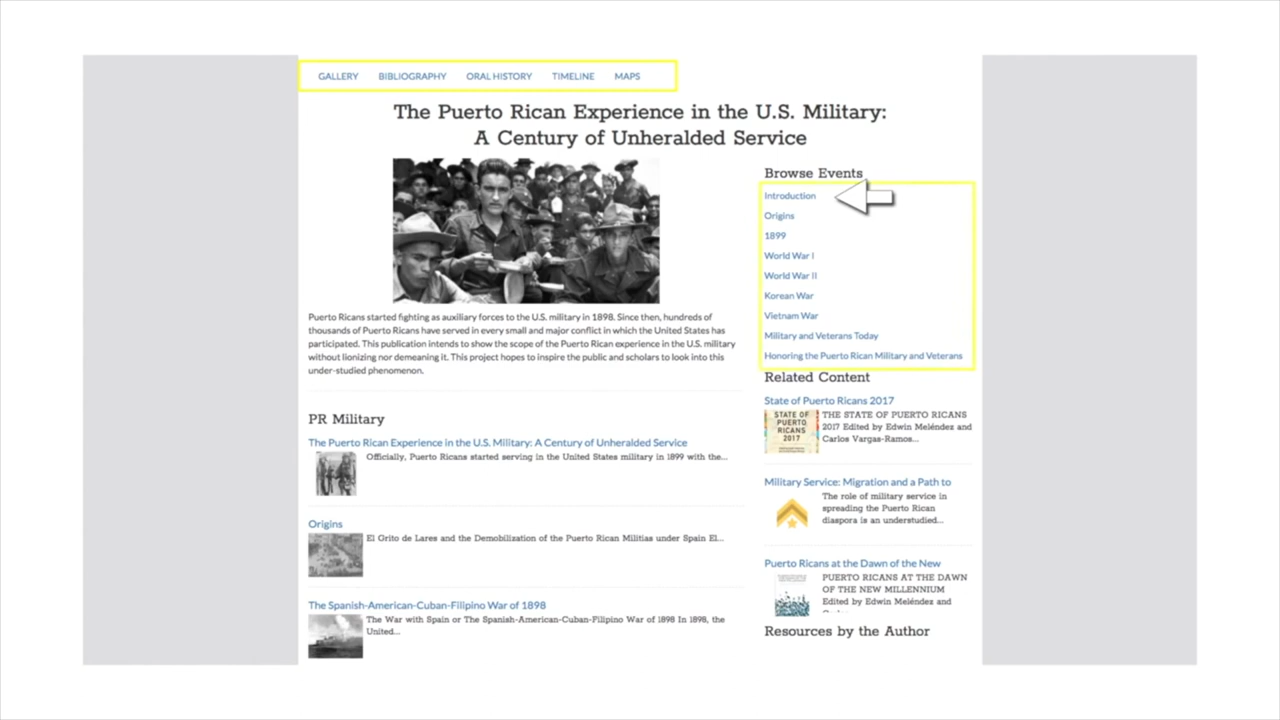 GALLERY BIBLIOGRAPHY ORAL HISTORY TIMELINE MAPS
The Puerto Rican Experience in the U.S. Military:
A Century of Unheralded Service
Puerto Ricans started fighting as auxiliary forces to the U.S. military in 1898. Since then, hundreds of
thousands of Puerto Ricans have served in every small and major conflict in which the United States has
participated. This publication intends to show the scope of the Puerto Rican experience in the U.S. military
without lionizing nor demeaning it. This project hopes to inspire the public and scholars to look into this
under-studied phenomenon.
PR Military
The Puerto Rican Experience in the U.S. Military: A Century of Unheralded Service
Officially, Puerto Ricans started serving in the United States military in 1899 with the...
Origins
El Grito de Lares and the Demobilization of the Puerto Rican Militias under Spain El...
The Spanish-American-Cuban-Filipino War of 1898
The War with Spain or The Spanish-American-Cuban-Filipino War of 1898 In 1898, the
United...
Browse Events
Introduction
Origins
1899
World War I
World War II
Korean War
Vietnam War
Military and Veterans Today
Honoring the Puerto Rican Military and Veterans
Related Content
State of Puerto Ricans 2017
STATE OF
PUERTO
RICANS
2017
THE STATE OF PUERTO RICANS
2017 Edited by Edwin Meléndez and
Carlos Vargas-Ramos...
Military Service: Migration and a Path to
The role of military service in
spreading the Puerto Rican
diaspora is an understudied...
Puerto Ricans at the Dawn of the New
PUERTO RICANS AT THE DAWN
OF THE NEW MILLENNIUM
Edited by Edwin Meléndez and
Resources by the Author